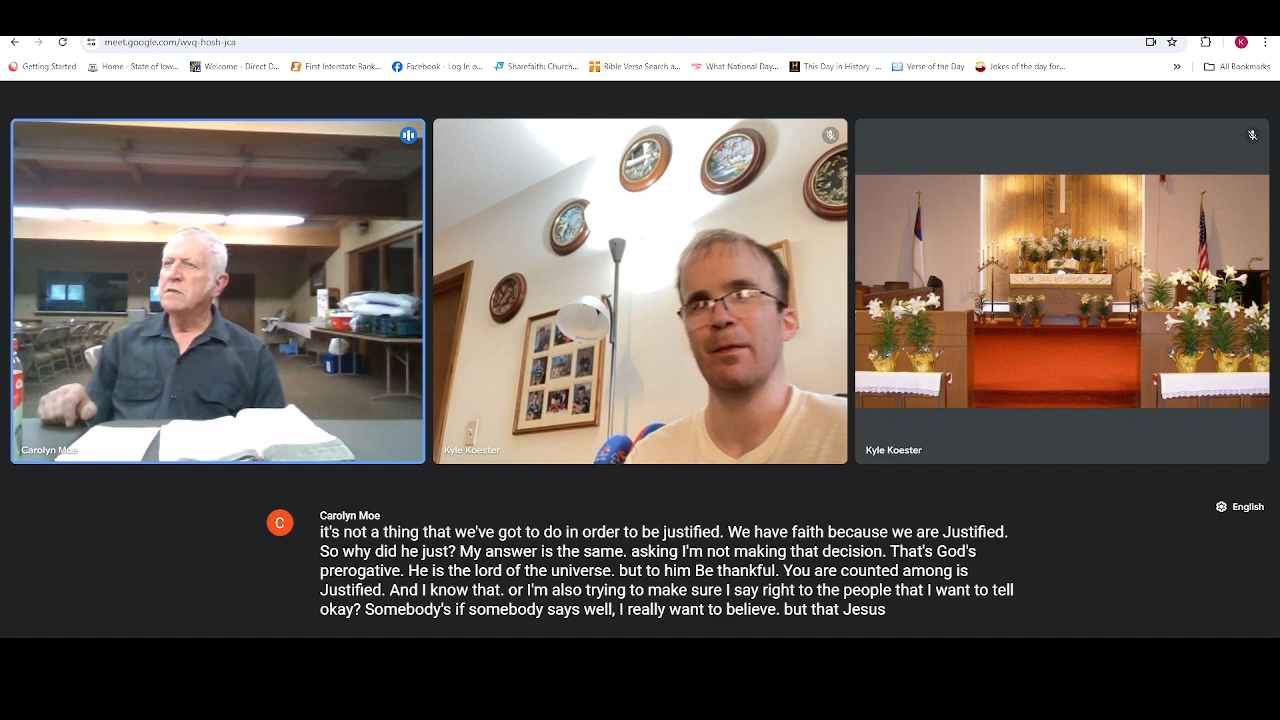 meet.google.com/wvq-hosh-jca
Getting Started
Home - State of Iow...
Welcome - Direct D...
First Interstate Bank...
Facebook - Log In o...
Sharefaith: Church...
Bible Verse Search a...
What National Day...
This Day in History -...
Verse of the Day
Jokes of the day for...
»
All Bookmarks
K
Carolyn Moe
Kyle Koester
Kyle Koester
English
C
Carolyn Moe
it's not a thing that we've got to do in order to be justified. We have faith because we are Justified.
So why did he just? My answer is the same. asking I'm not making that decision. That's God's
prerogative. He is the lord of the universe. but to him Be thankful. You are counted among is
Justified. And I know that. or I'm also trying to make sure I say right to the people that I want to tell
okay? Somebody's if somebody says well, I really want to believe. but that Jesus